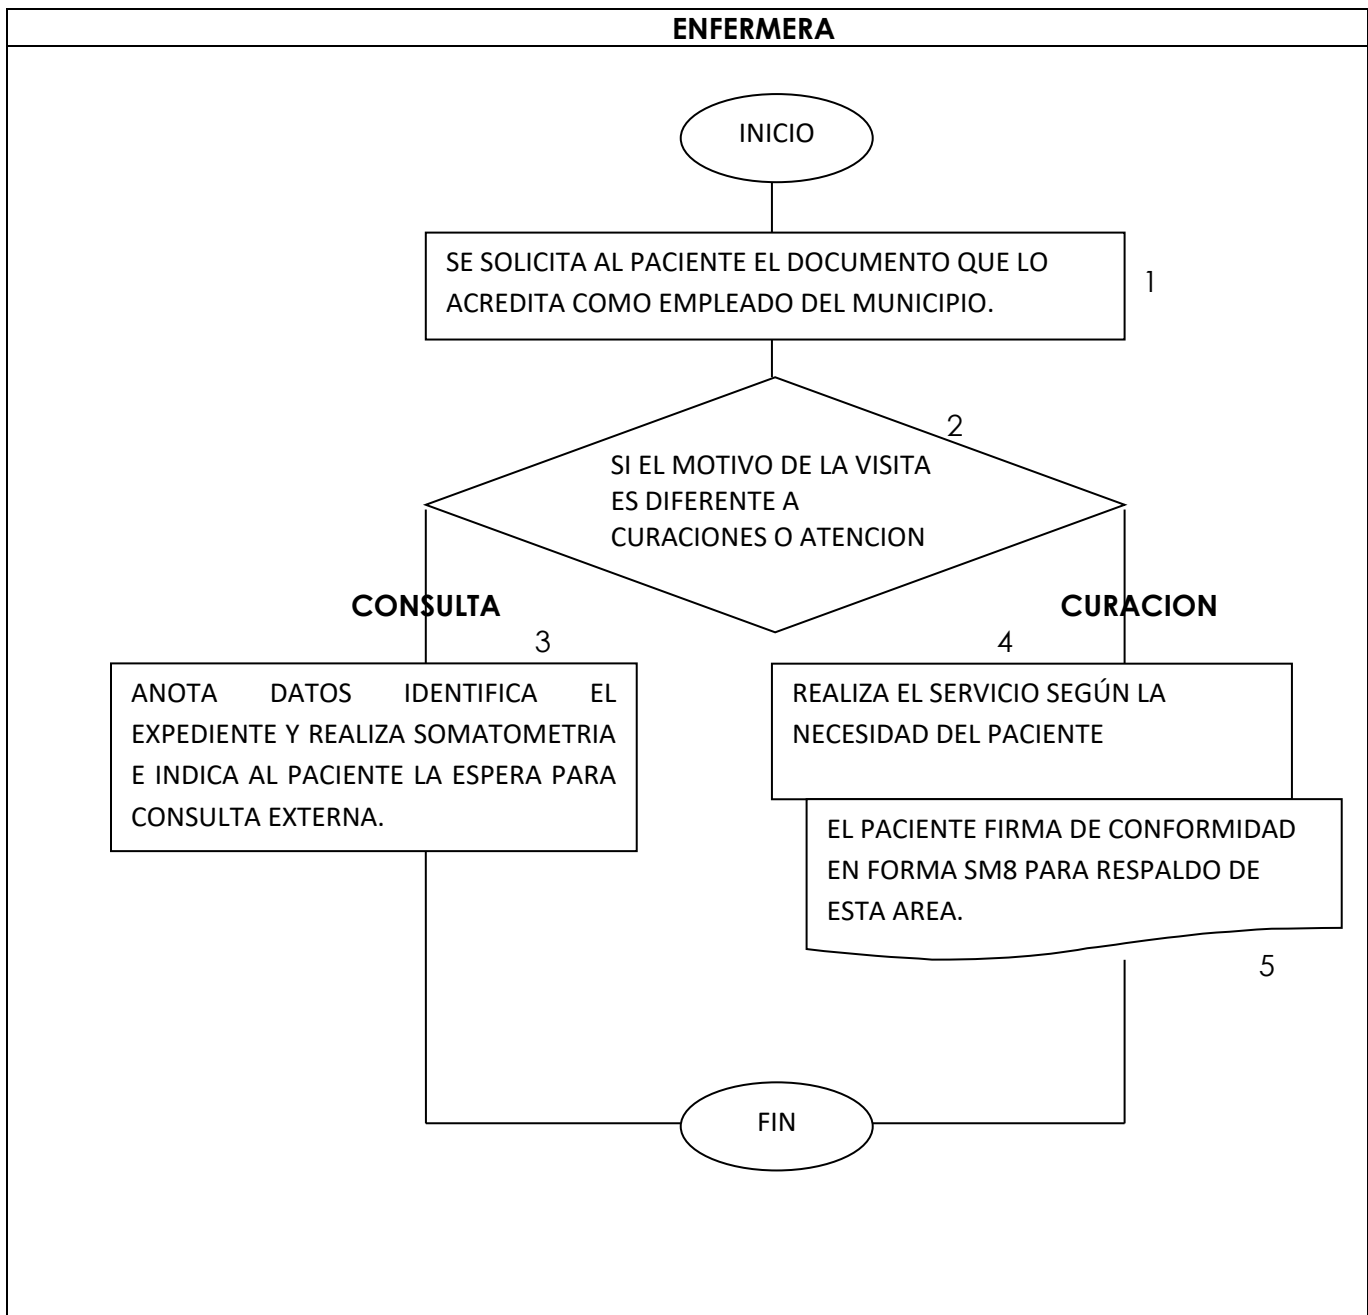 ENFERMERA
INICIO
SE SOLICITA AL PACIENTE EL DOCUMENTO QUE LO
ACREDITA COMO EMPLEADO DEL MUNICIPIO.
1
2
SI EL MOTIVO DE LA VISITA
ES DIFERENTE A
CURACIONES O ATENCION
CONSULTA
CURACION
3
4
ANOTA DATOS IDENTIFICA EL
EXPEDIENTE Y REALIZA SOMATOMETRIA
E INDICA AL PACIENTE LA ESPERA PARA
CONSULTA EXTERNA.
REALIZA EL SERVICIO SEGÚN LA
NECESIDAD DEL PACIENTE
EL PACIENTE FIRMA DE CONFORMIDAD
EN FORMA SM8 PARA RESPALDO DE
ESTA AREA.
5
FIN